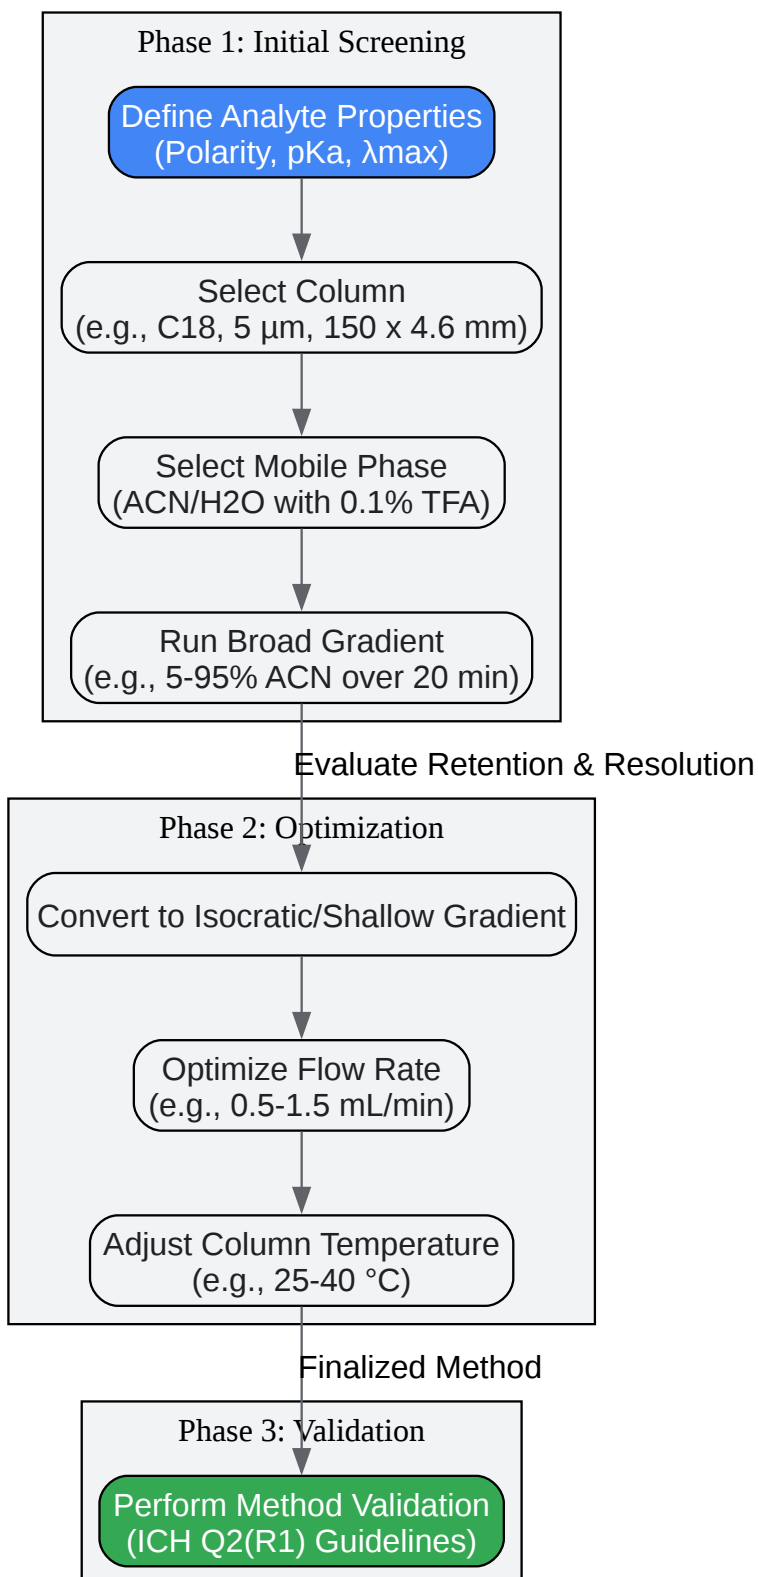 Phase 1: Initial Screening
Define Analyte Properties
(Polarity, pKa, λmax)
Select Column
(e.g., C18, 5 µm, 150 x 4.6 mm)
Select Mobile Phase
(ACN/H2O with 0.1% TFA)
Run Broad Gradient
(e.g., 5-95% ACN over 20 min)
Evaluate Retention & Resolution
Phase 2: Optimization
Convert to Isocratic/Shallow Gradient
Optimize Flow Rate
(e.g., 0.5-1.5 mL/min)
Adjust Column Temperature
(e.g., 25-40 °C)
Finalized Method
Phase 3: Validation
Perform Method Validation
(ICH Q2(R1) Guidelines)